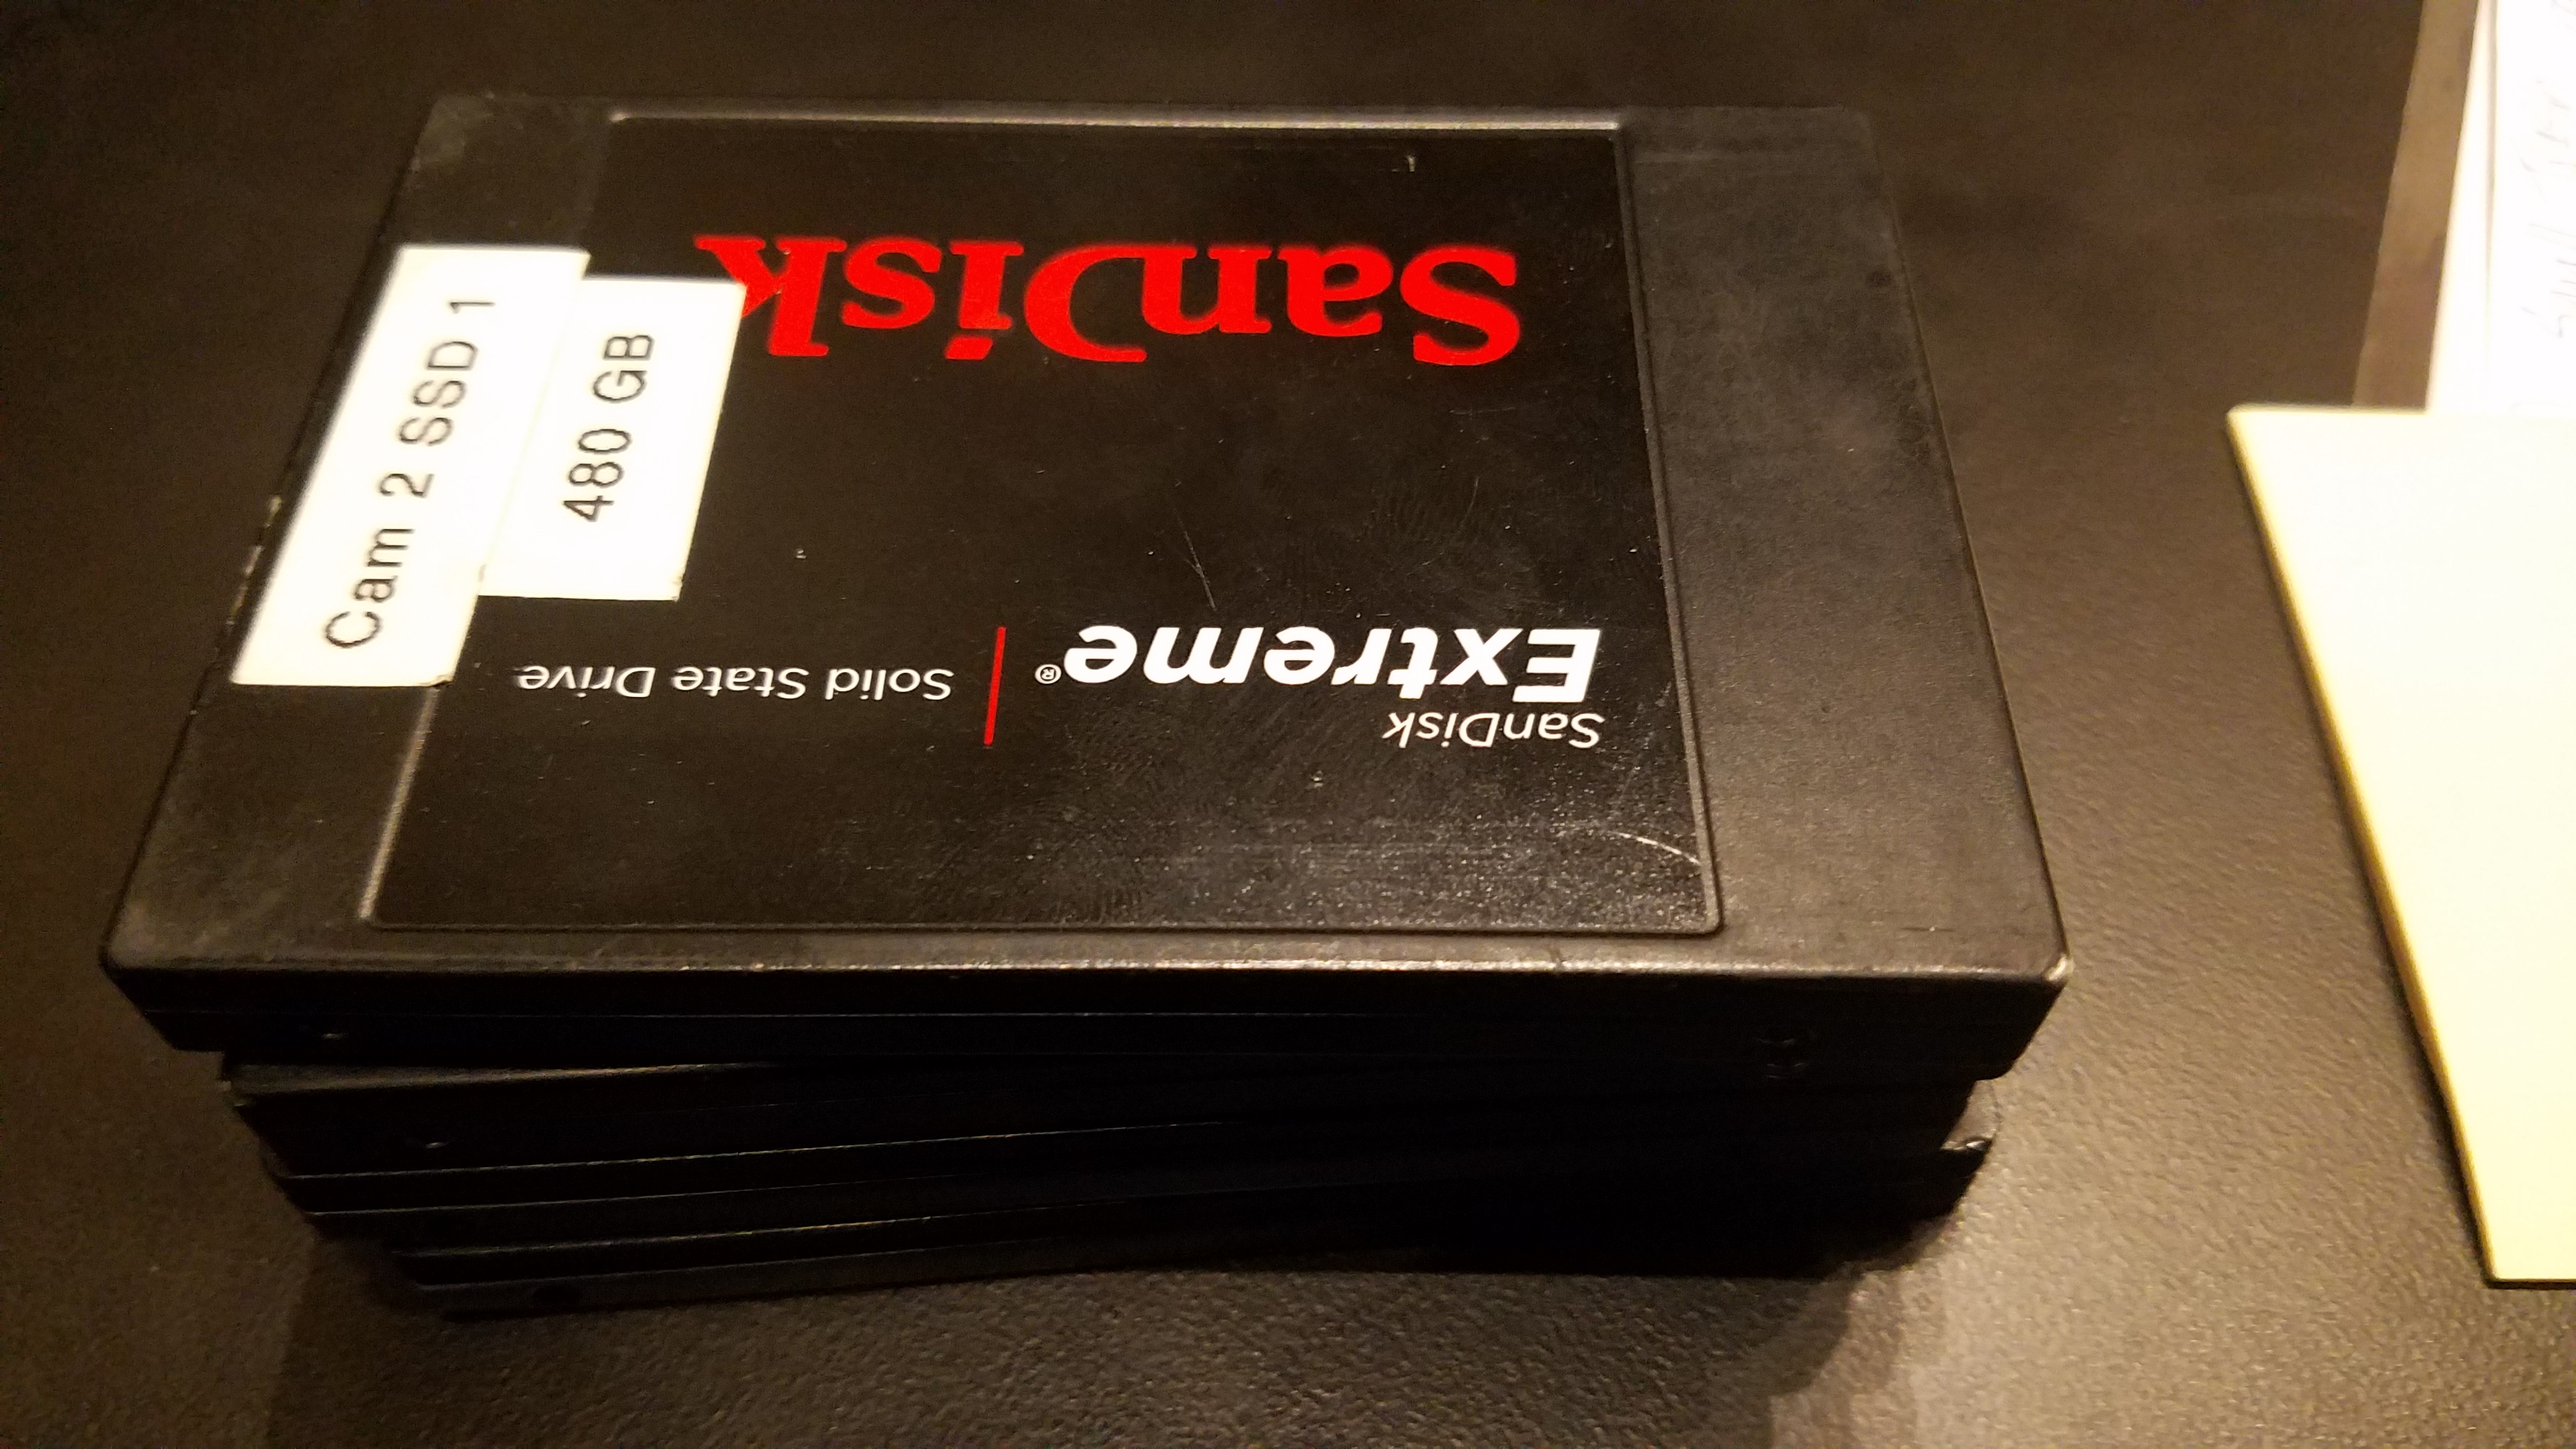 SanDisk
SanDisk
Extreme®
Solid State Drive
Cam 2 SSD 1
480 GB